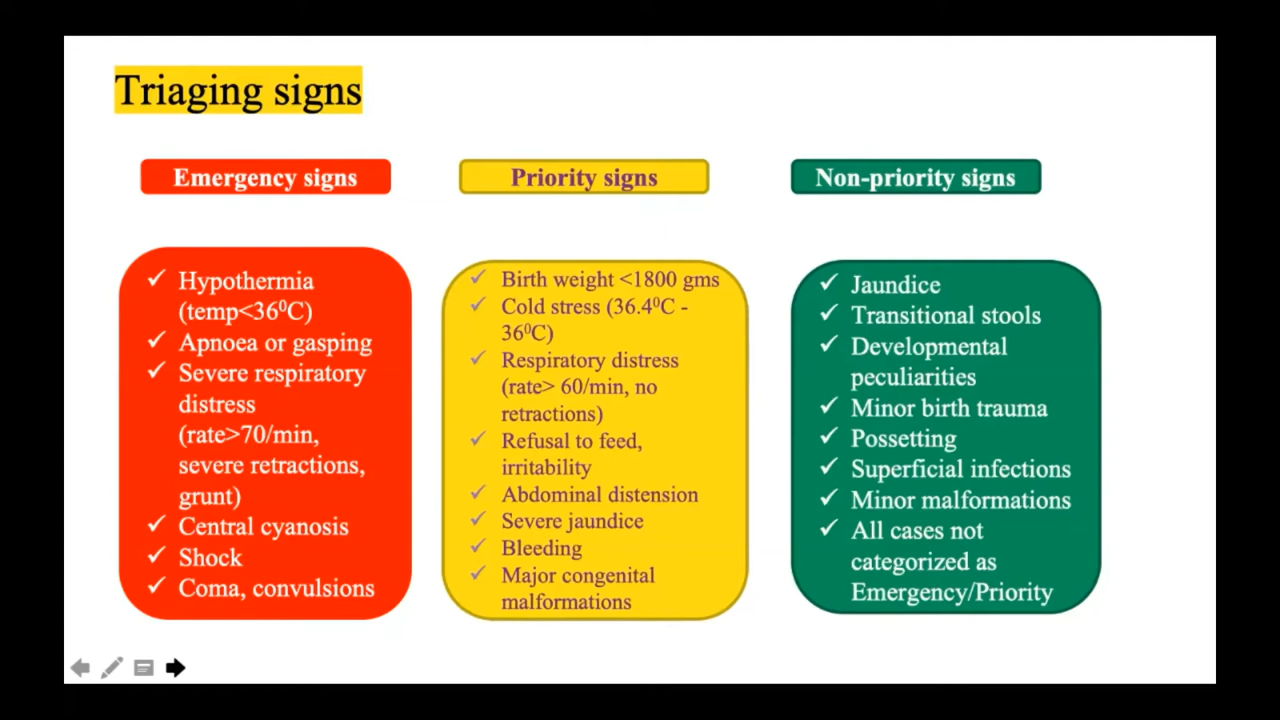 Triaging signs
Emergency signs
Priority signs
Non-priority signs
✓ Hypothermia
(temp<36⁰C)
✓ Apnoea or gasping
✓ Severe respiratory
distress
(rate>70/min,
severe retractions,
grunt)
✓ Central cyanosis
✓ Shock
✓ Coma, convulsions
✓ Birth weight <1800 gms
✓ Cold stress (36.4⁰C -
36⁰C)
✓ Respiratory distress
(rate> 60/min, no
retractions)
✓ Refusal to feed,
irritability
✓ Abdominal distension
✓ Severe jaundice
✓ Bleeding
✓ Major congenital
malformations
✓ Jaundice
✓ Transitional stools
✓ Developmental
peculiarities
✓ Minor birth trauma
✓ Possetting
✓ Superficial infections
✓ Minor malformations
✓ All cases not
categorized as
Emergency/Priority